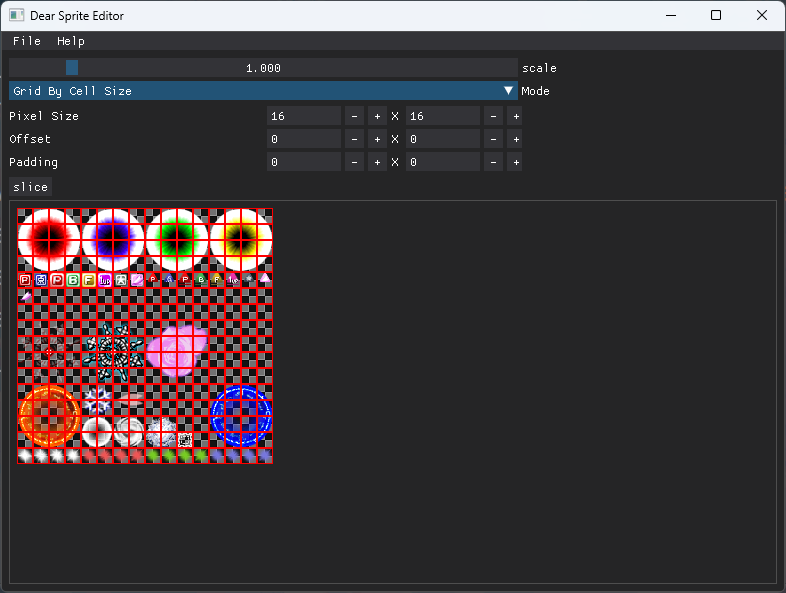 Dear Sprite Editor
File Help
1.000 scale
Grid By Cell Size Mode
Pixel Size 16 - + X 16 - +
Offset 0 - + X 0 - +
Padding 0 - + X 0 - +
slice
P P B F